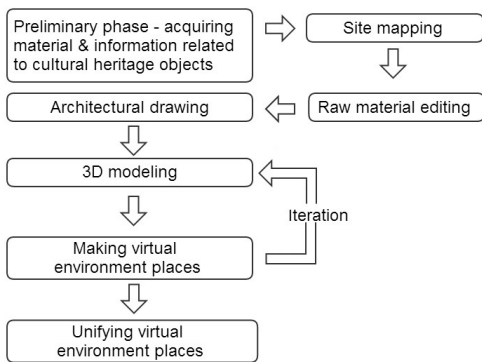 Preliminary phase - acquiring
material & information related
to cultural heritage objects
Site mapping
Raw material editing
Architectural drawing
3D modeling
Iteration
Making virtual
environment places
Unifying virtual
environment places